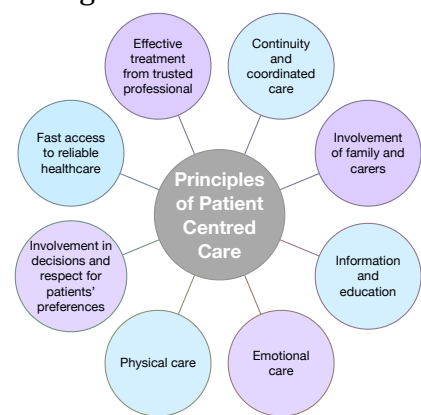 Effective
treatment
from trusted
professional
Continuity
and
coordinated
care
Involvement
of family and
carers
Information
and
education
Emotional
care
Physical care
Involvement in
decisions and
respect for
patients'
preferences
Fast access
to reliable
healthcare
Principles
of Patient
Centred
Care